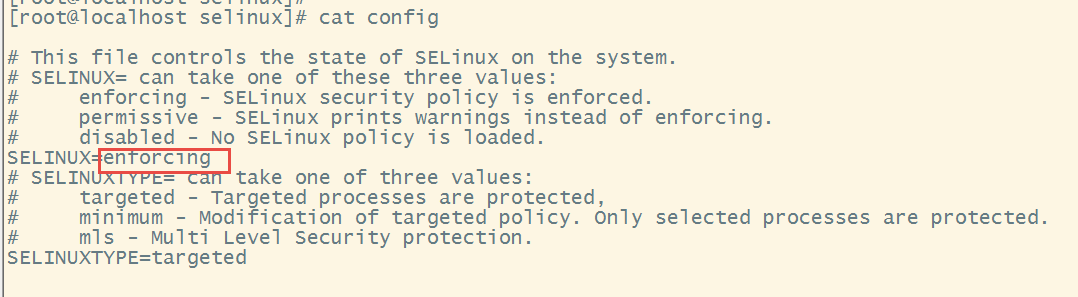 [root@localhost selinux]#
[root@localhost selinux]# cat config
# This file controls the state of SELinux on the system.
# SELINUX= can take one of these three values:
#     enforcing - SELinux security policy is enforced.
#     permissive - SELinux prints warnings instead of enforcing.
#     disabled - No SELinux policy is loaded.
SELINUX=enforcing
# SELINUXTYPE= can take one of three values:
#     targeted - Targeted processes are protected,
#     minimum - Modification of targeted policy. Only selected processes are protected.
#     mls - Multi Level Security protection.
SELINUXTYPE=targeted